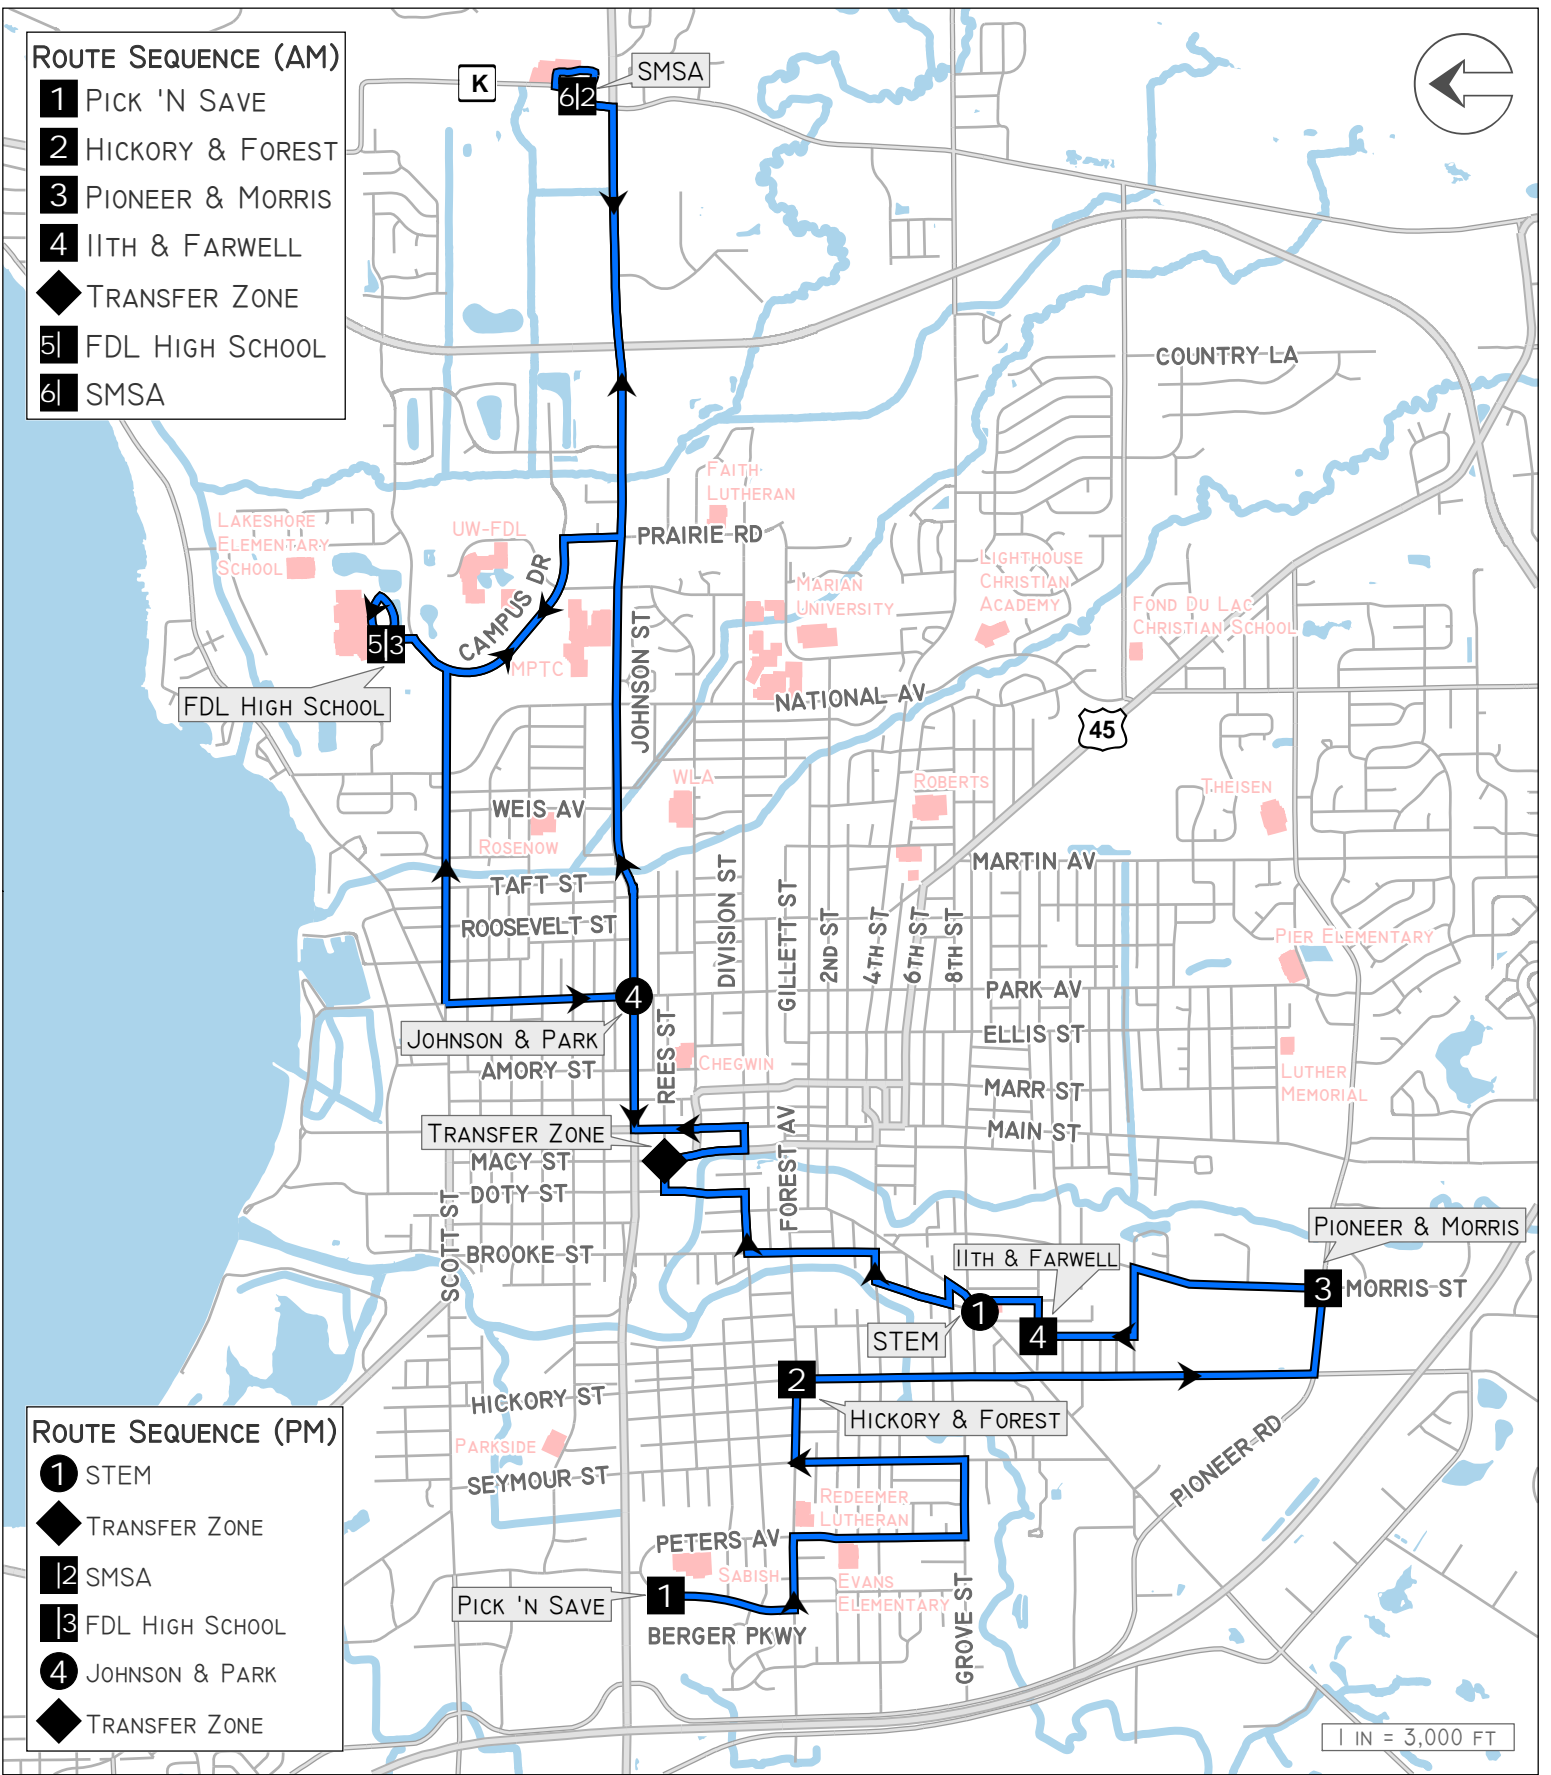 ROUTE SEQUENCE (AM)
1 PICK 'N SAVE
2 HICKORY & FOREST
3 PIONEER & MORRIS
4 11TH & FARWELL
TRANSFER ZONE
5| FDL HIGH SCHOOL
6| SMSA
K
6|2
SMSA
COUNTRY LA
FAITH
LUTHERAN
PRAIRIE RD
LAKESHORE
ELEMENTARY
SCHOOL
UW-FDL
CAMPUS DR
MARIAN
UNIVERSITY
LIGHTHOUSE
CHRISTIAN
ACADEMY
FOND DU LAC
CHRISTIAN SCHOOL
5|3
MPTC
JOHNSON ST
FDL HIGH SCHOOL
NATIONAL AV
45
WLA
ROBERTS
THEISEN
WEIS AV
ROSENOW
MARTIN AV
TAFT ST
ROOSEVELT ST
DIVISION ST
GILLETT ST
2ND ST
4TH ST
6TH ST
8TH ST
PIER ELEMENTARY
PARK AV
4
JOHNSON & PARK
ELLIS ST
REES ST
CHEGWIN
AMORY ST
LUTHER
MEMORIAL
MARR ST
MAIN ST
TRANSFER ZONE
MACY ST
FOREST AV
DOTY ST
SCOTT ST
BROOKE ST
PIONEER & MORRIS
11TH & FARWELL
3
MORRIS ST
1
STEM
4
2
HICKORY ST
HICKORY & FOREST
PARKSIDE
SEYMOUR ST
PIONEER RD
REDEEMER
LUTHERAN
PETERS AV
SABISH
EVANS
ELEMENTARY
PICK 'N SAVE
1
BERGER PKWY
GROVE ST
ROUTE SEQUENCE (PM)
1 STEM
TRANSFER ZONE
|2 SMSA
|3 FDL HIGH SCHOOL
4 JOHNSON & PARK
TRANSFER ZONE
1 IN = 3,000 FT